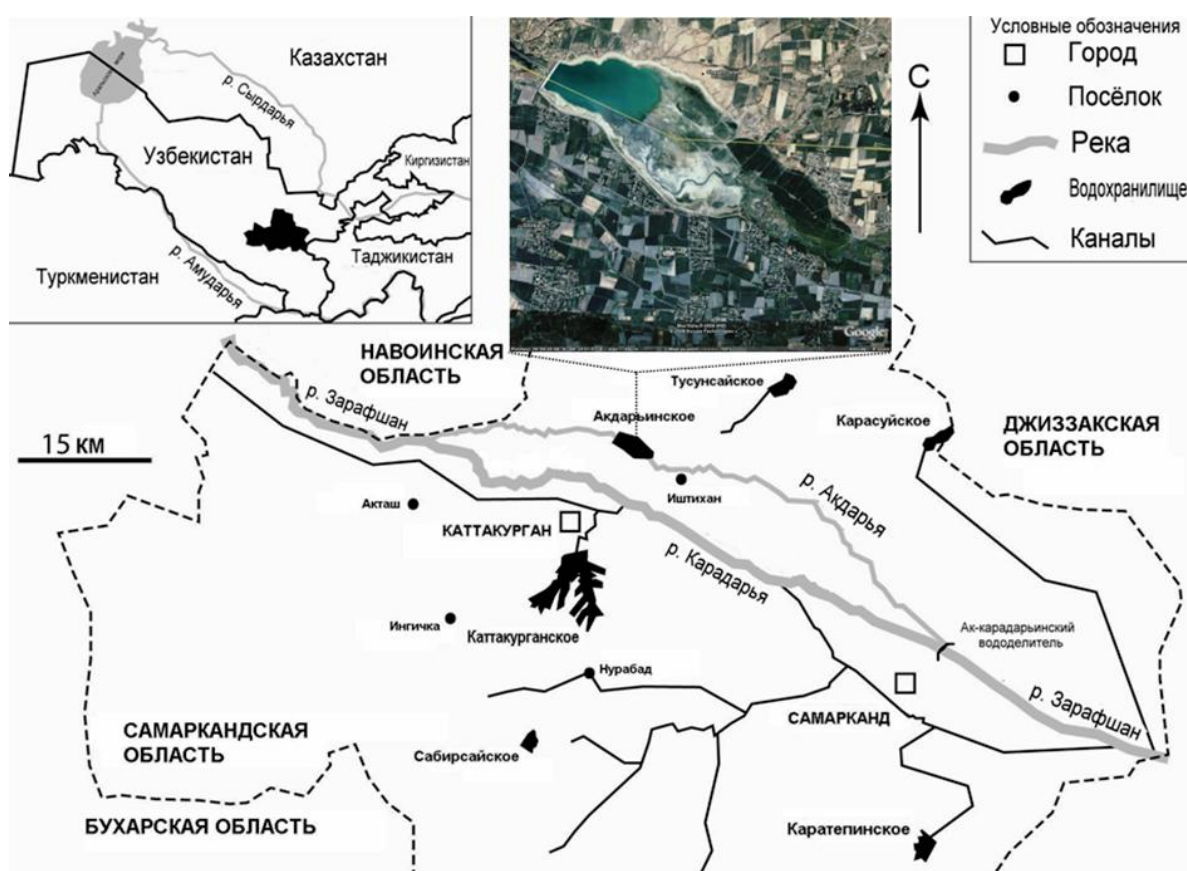 Казахстан
р. Сырдарья
Узбекистан
Киргизистан
Таджикистан
Туркменистан
р. Амударья
Google
С
Условные обозначения
Город
Посёлок
Река
Водохранилище
Каналы
НАВОИНСКАЯ
ОБЛАСТЬ
р. Зарафшан
15 КМ
Тусунсайское
Акдарьинское
Карасуйское
ДЖИЗЗАКСКАЯ
ОБЛАСТЬ
Иштихан
р. Акдарья
Акташ
КАТТАКУРГАН
р. Карадарья
Ингичка
Каттакурганское
Ак-карадарьинский
вододелитель
Нурабад
р. Зарафшан
САМАРКАНДСКАЯ
ОБЛАСТЬ
САМАРКАНД
Сабирсайское
БУХАРСКАЯ ОБЛАСТЬ
Каратепинское